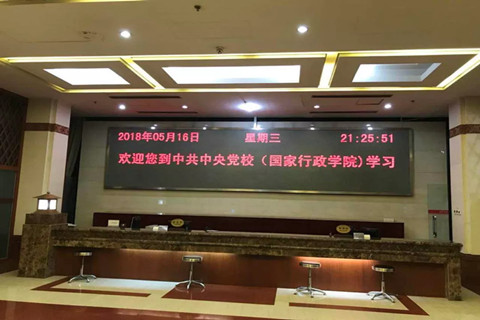 2018年05月16日 星期三 21:25:51
欢迎您到中共中央党校（国家行政学院)学习